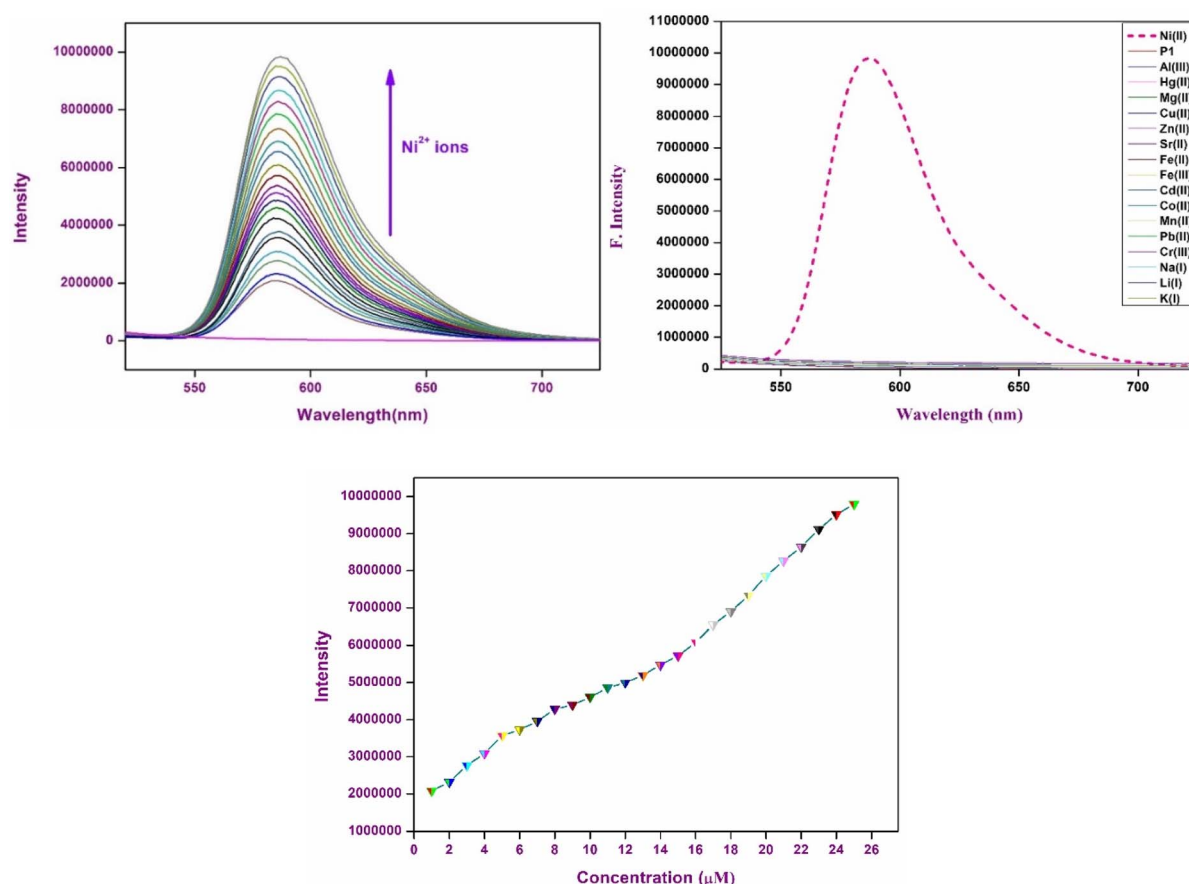 10000000
8000000
6000000
4000000
2000000
0
Intensity
Ni2+ ions
550
600
650
700
Wavelength(nm)
11000000
10000000
9000000
8000000
7000000
6000000
5000000
4000000
3000000
2000000
1000000
0
F. Intensity
550
600
650
700
Wavelength (nm)
Ni(II)
P1
Al(III)
Hg(II)
Mg(II
Cu(II)
Zn(II)
Sr(II)
Fe(II)
Fe(III)
Cd(II)
Co(II)
Mn(II
Pb(II)
Cr(III)
Na(I)
Li(I)
K(I)
10000000
9000000
8000000
7000000
6000000
5000000
4000000
3000000
2000000
1000000
Intensity
0 2 4 6 8 10 12 14 16 18 20 22 24 26
Concentration (μM)